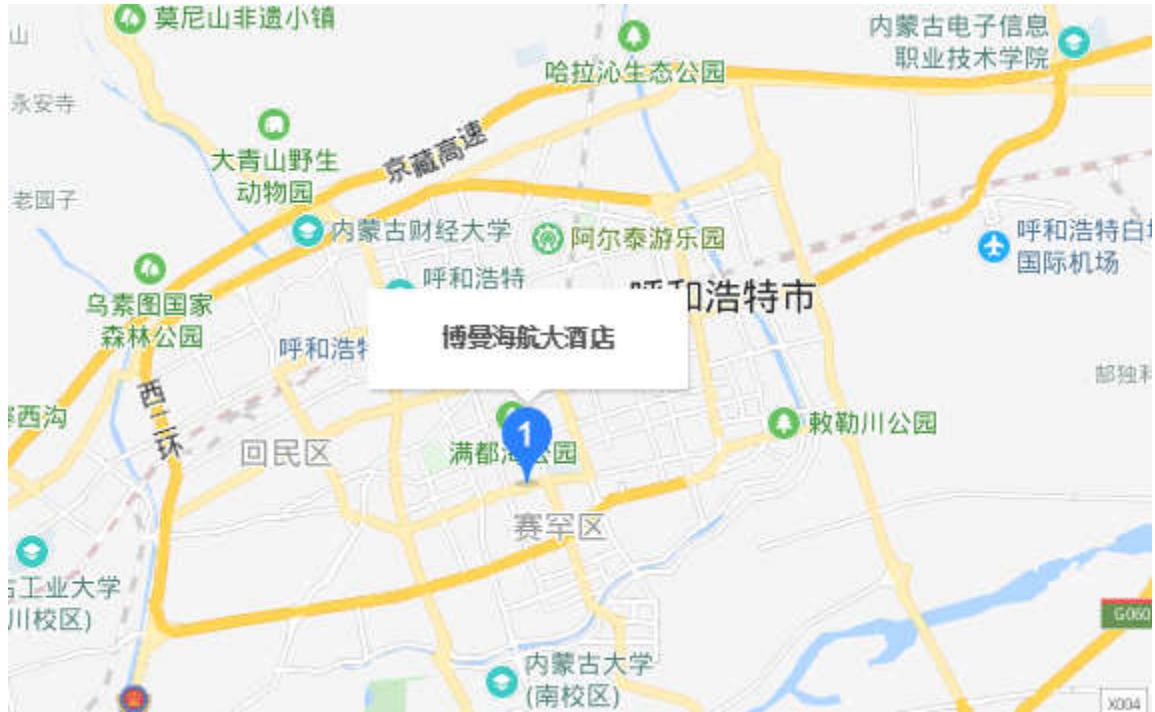 莫尼山非遗小镇
山
内蒙古电子信息
职业技术学院
哈拉沁生态公园
永安寺
京藏高速
大青山野生
动物园
老园子
内蒙古财经大学
阿尔泰游乐园
呼和浩特白
国际机场
呼和浩特
乌素图国家
森林公园
呼和浩特市
博曼海航大酒店
呼和浩特
郜独利
西二环
西沟
敕勒川公园
1
回民区
满都海公园
赛罕区
工业大学
川校区)
G060
内蒙古大学
(南校区)
X004